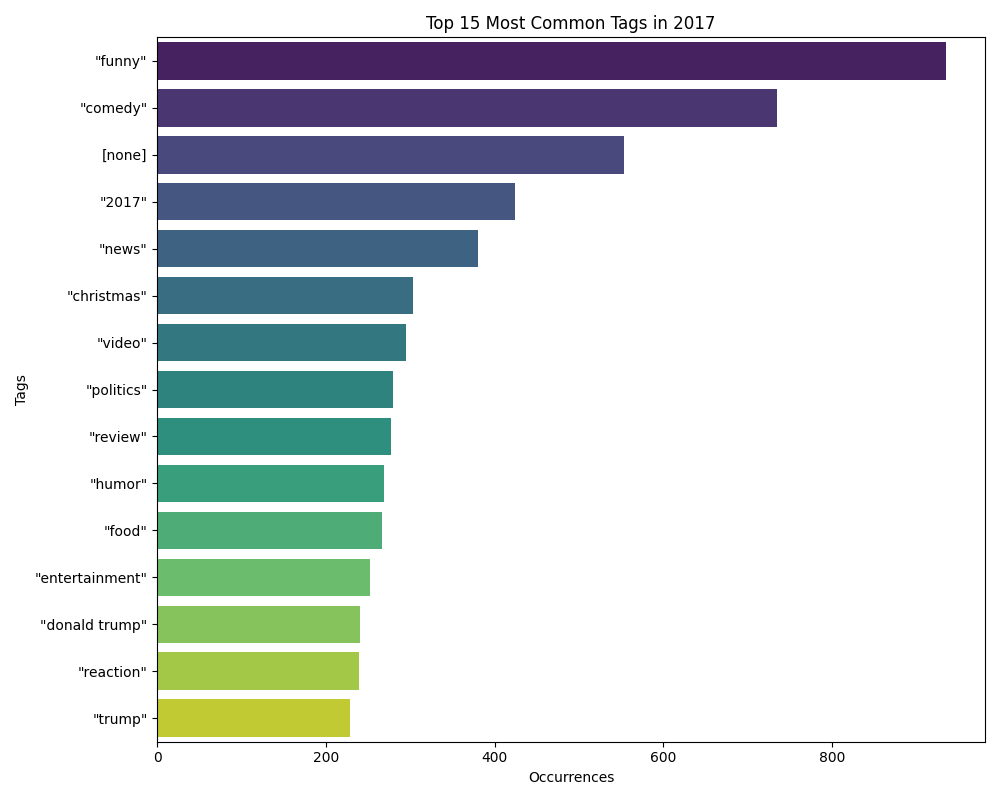 Top 15 Most Common Tags in 2017
"funny"
"comedy"
[none]
"2017"
"news"
"christmas"
"video"
"politics"
"review"
"humor"
"food"
"entertainment"
"donald trump"
"reaction"
"trump"
Tags
0 200 400 600 800
Occurrences